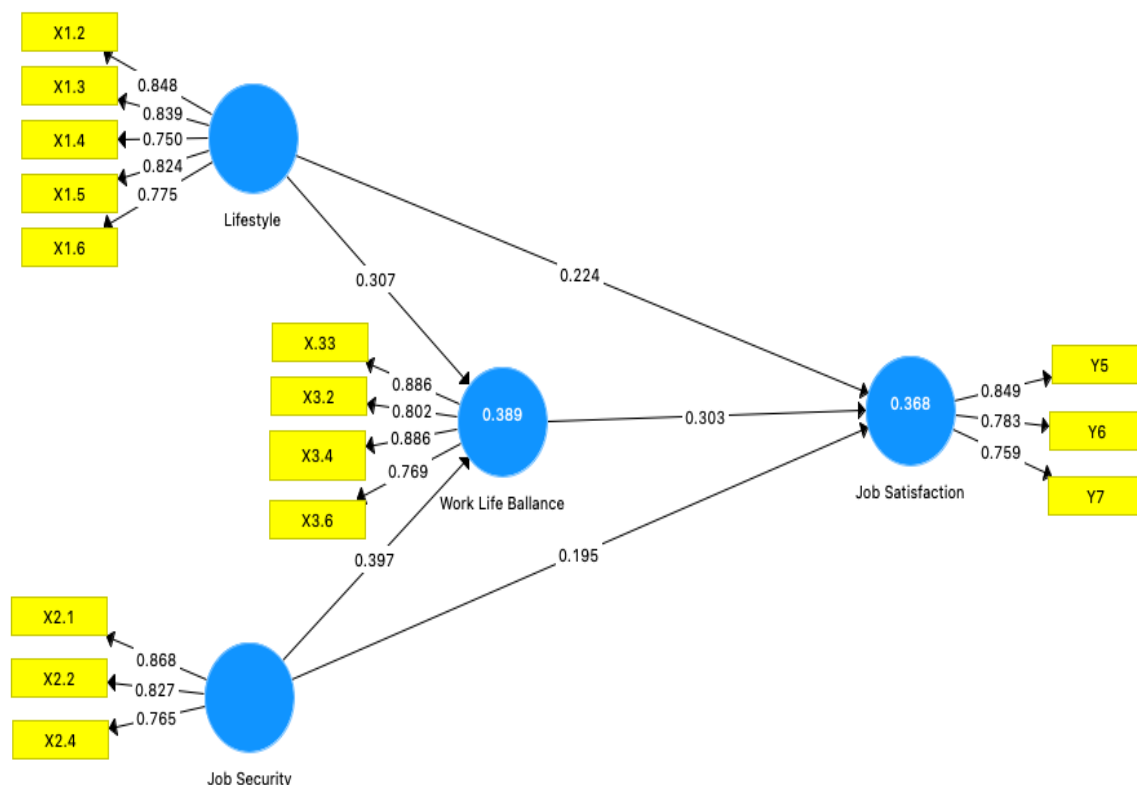 X1.2
X1.3
X1.4
X1.5
X1.6
0.848
0.839
0.750
0.824
0.775
Lifestyle
0.307
0.224
X.33
X3.2
X3.4
X3.6
0.886
0.802
0.886
0.769
0.389
Work Life Ballance
0.303
0.368
Job Satisfaction
0.849
0.783
0.759
Y5
Y6
Y7
0.397
0.195
X2.1
X2.2
X2.4
0.868
0.827
0.765
Job Security